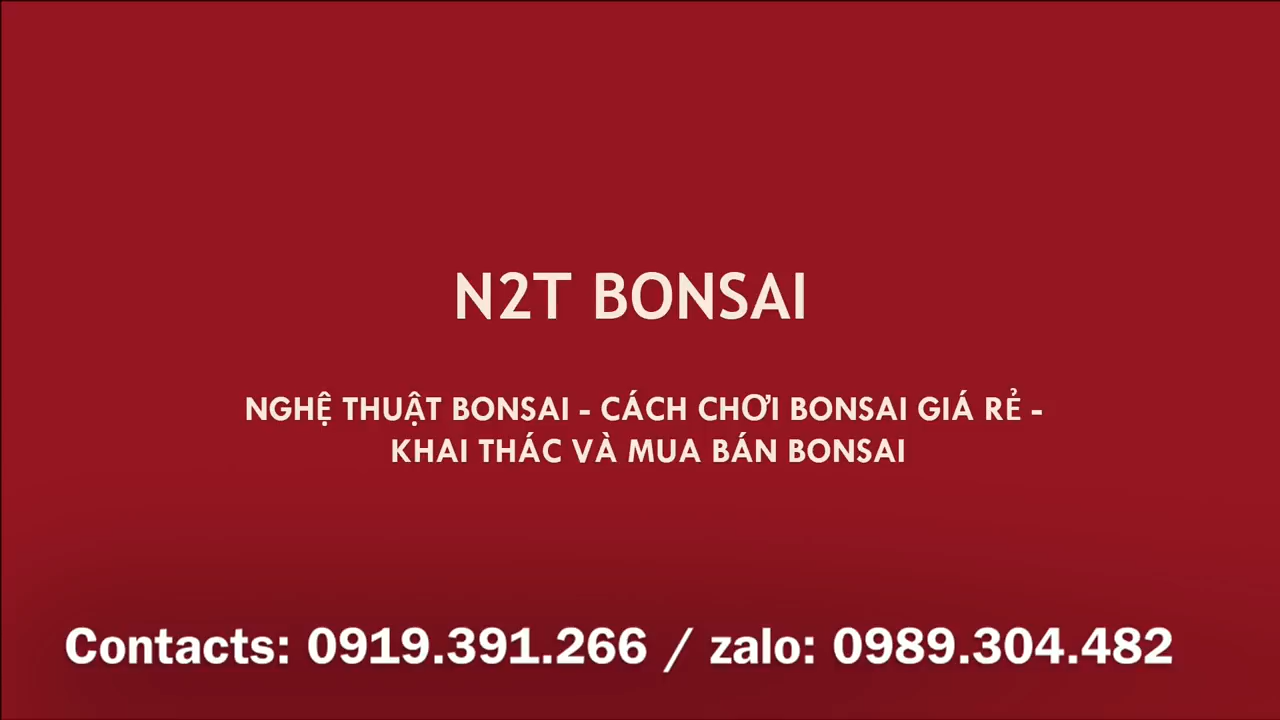 N2T BONSAI
NGHỆ THUẬT BONSAI - CÁCH CHƠI BONSAI GIÁ RẺ -
KHAI THÁC VÀ MUA BÁN BONSAI
Contacts: 0919.391.266 / zalo: 0989.304.482